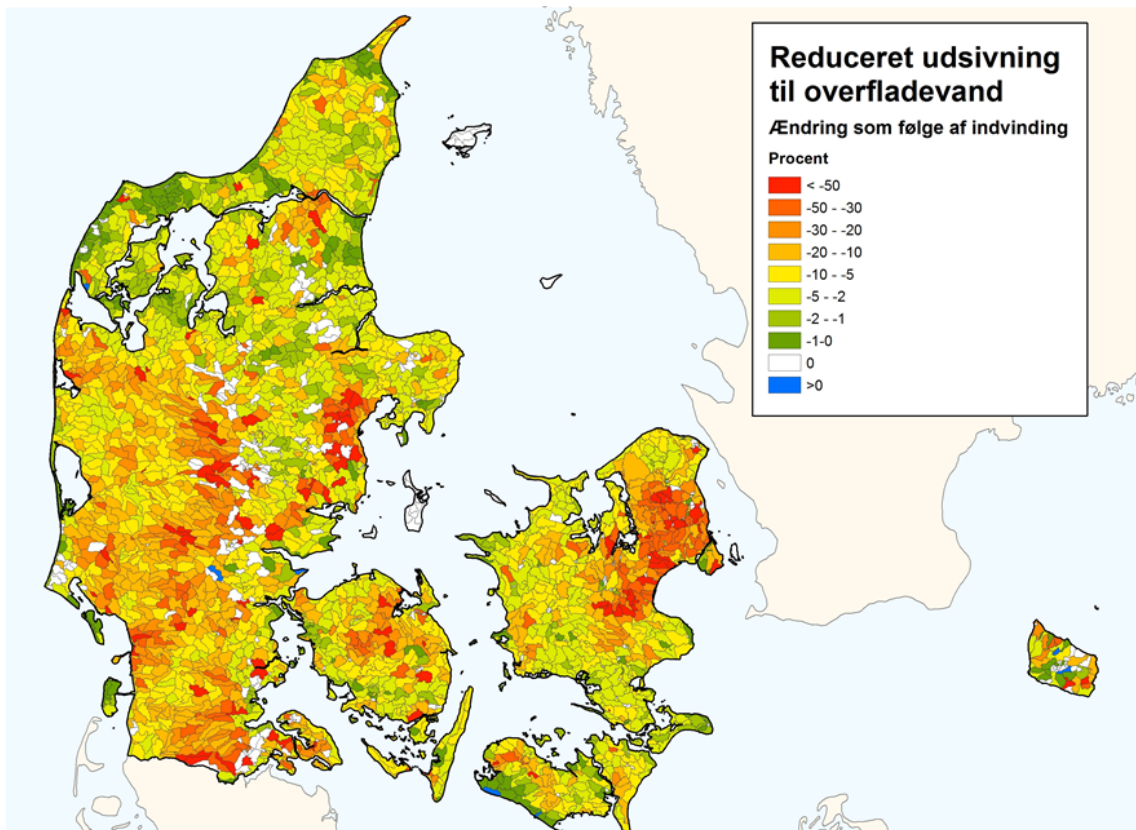 Reduceret udsivning
til overfladevand
Ændring som følge af indvinding
Procent
< -50
-50 - -30
-30 - -20
-20 - -10
-10 - -5
-5 - -2
-2 - -1
-1-0
0
>0